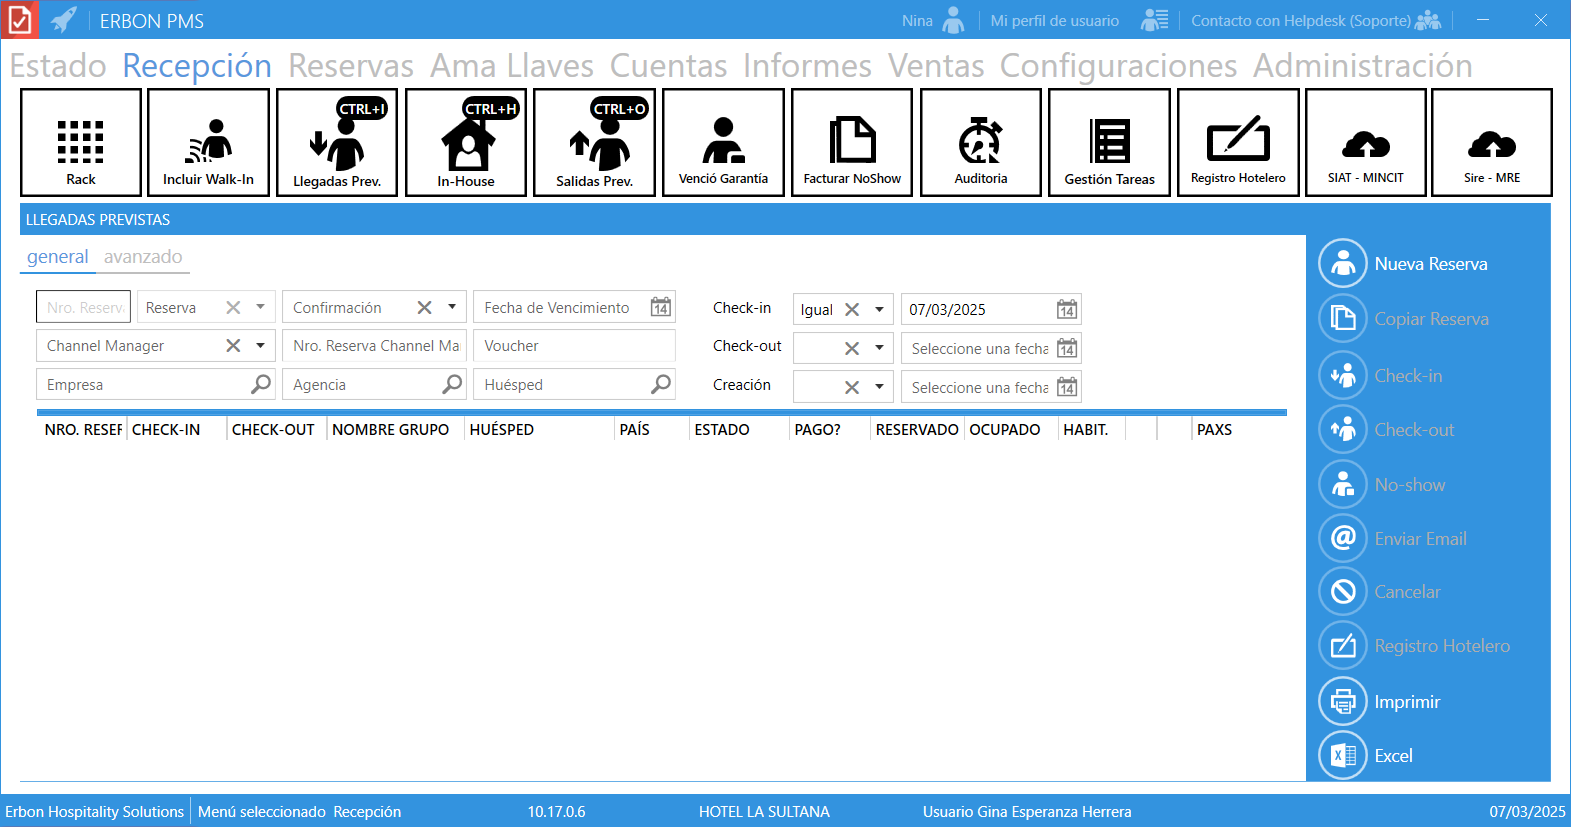 ERBON PMS
Nina
Mi perfil de usuario
Contacto con Helpdesk (Soporte)
Estado Recepción Reservas Ama Llaves Cuentas Informes Ventas Configuraciones Administración
CTRL+I
CTRL+H
CTRL+O
Rack
Incluir Walk-In
Llegadas Prev.
In-House
Salidas Prev.
Venció Garantía
Facturar NoShow
Auditoria
Gestión Tareas
Registro Hotelero
SIAT - MINCIT
Sire - MRE
LLEGADAS PREVISTAS
general avanzado
Nro. Reserv
Reserva
Confirmación
Fecha de Vencimiento
14
Check-in
Igual
07/03/2025
14
Channel Manager
Nro. Reserva Channel Ma
Voucher
Check-out
Seleccione una fecha
14
Empresa
Agencia
Huésped
Creación
Seleccione una fecha
14
NRO. RESER CHECK-IN CHECK-OUT NOMBRE GRUPO HUÉSPED PAÍS ESTADO PAGO? RESERVADO OCUPADO HABIT. PAXS
Nueva Reserva
Copiar Reserva
Check-in
Check-out
No-show
@ Enviar Email
Cancelar
Registro Hotelero
Imprimir
X Excel
Erbon Hospitality Solutions
Menú seleccionado Recepción
10.17.0.6
HOTEL LA SULTANA
Usuario Gina Esperanza Herrera
07/03/2025